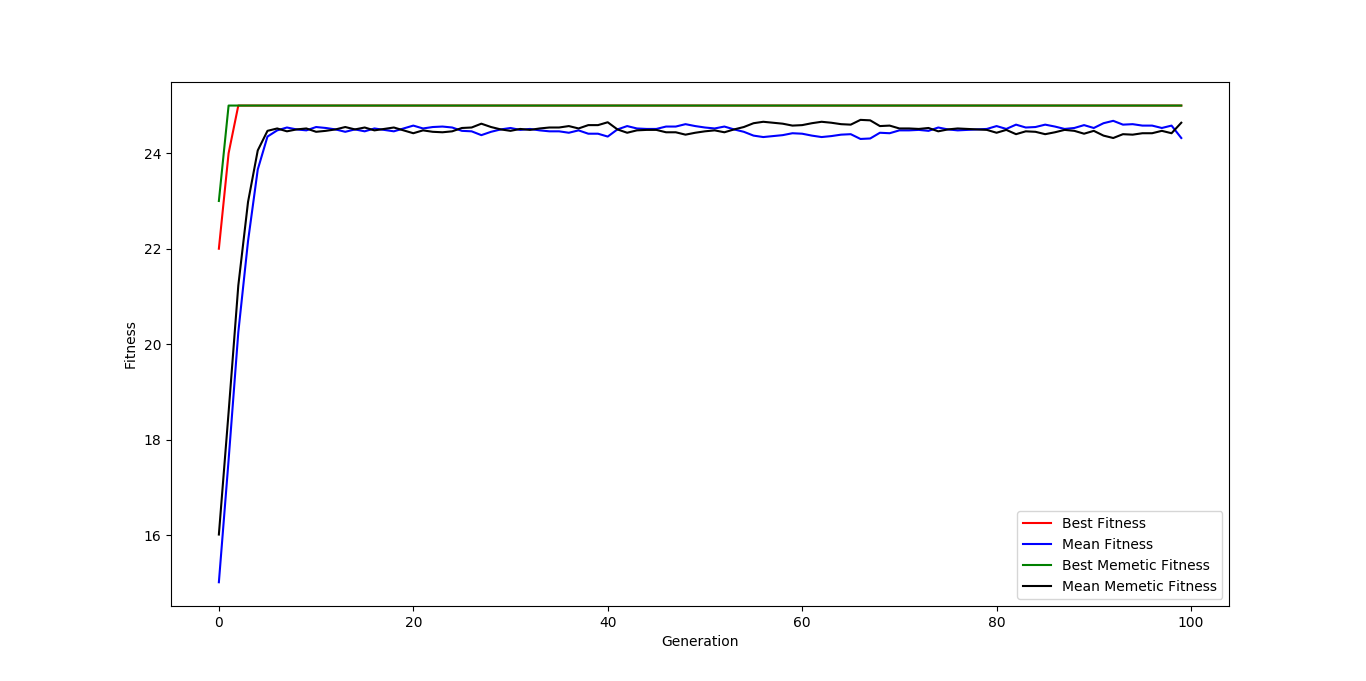 24
22
20
18
16
Fitness
0 20 40 60 80 100
Generation
Best Fitness
Mean Fitness
Best Memetic Fitness
Mean Memetic Fitness